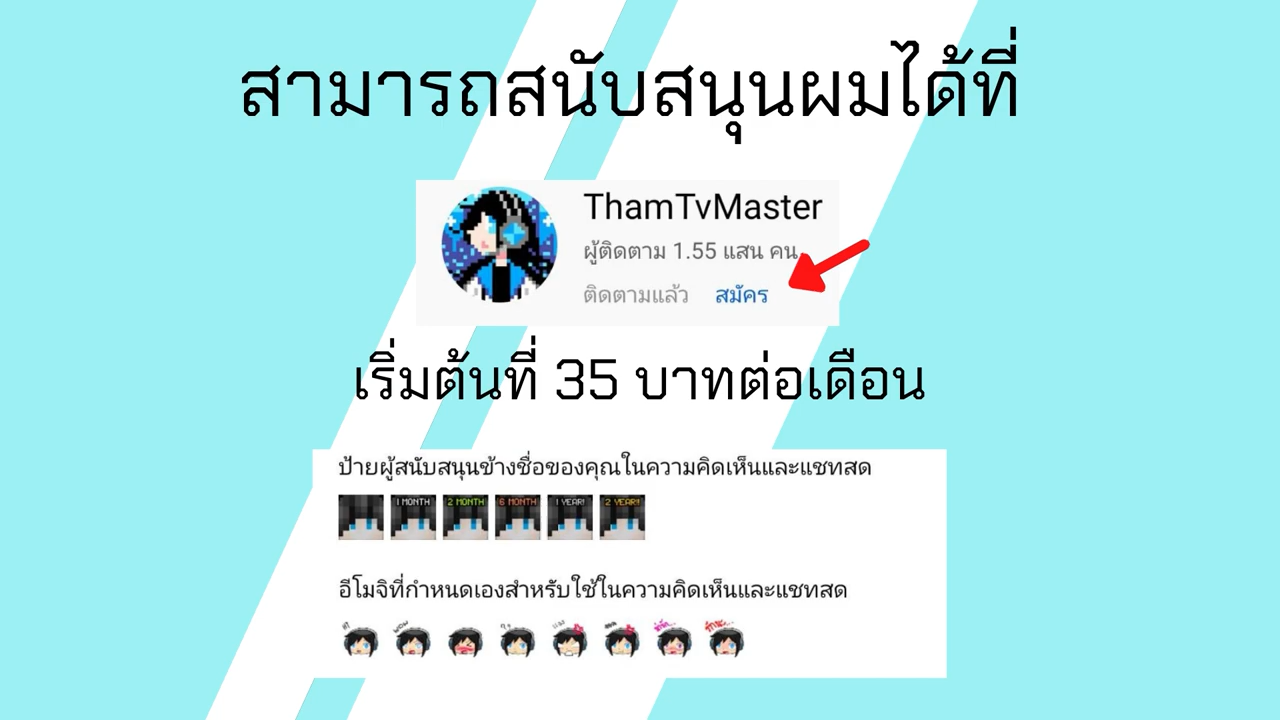 สามารถสนับสนุนผมได้ที่
ThamTvMaster
ผู้ติดตาม 1.55 แสน คน
ติดตามแล้ว สมัคร
เริ่มต้นที่ 35 บาทต่อเดือน
ป้ายผู้สนับสนุนข้างชื่อของคุณในความคิดเห็นและแชทสด
1 MONTH 2 MONTH 6 MONTH 1 YEAR! 2 YEAR!!
อีโมจิที่กำหนดเองสำหรับใช้ในความคิดเห็นและแชทสด